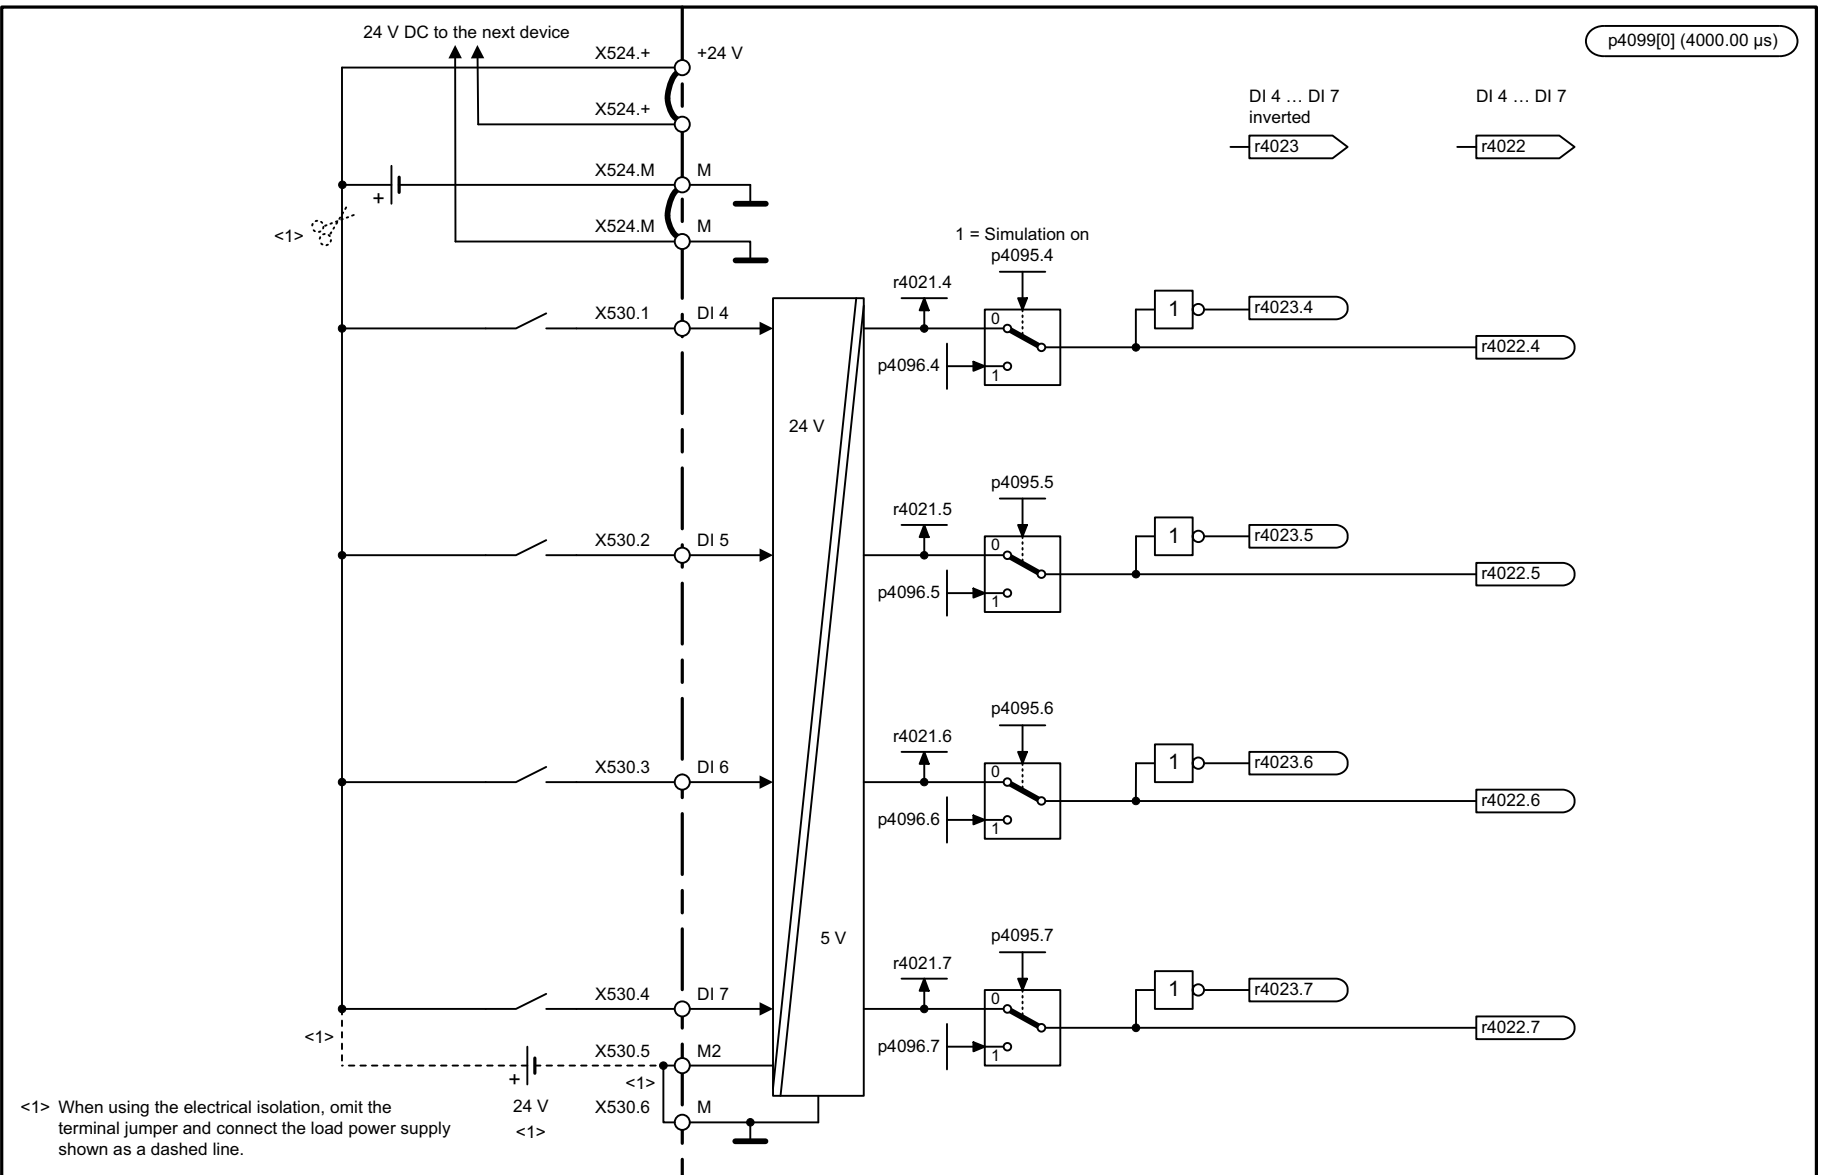 24 V DC to the next device
X524.+
+24 V
p4099[0] (4000.00 µs)
X524.+
DI 4 … DI 7
inverted
DI 4 … DI 7
r4023
r4022
X524.M
M
+
<1>
X524.M
M
1 = Simulation on
p4095.4
r4021.4
X530.1
DI 4
0
1
r4023.4
r4022.4
p4096.4
1
24 V
p4095.5
r4021.5
X530.2
DI 5
0
1
r4023.5
r4022.5
p4096.5
1
p4095.6
r4021.6
X530.3
DI 6
0
1
r4023.6
r4022.6
p4096.6
1
5 V
p4095.7
r4021.7
X530.4
DI 7
0
1
r4023.7
r4022.7
p4096.7
1
<1>
X530.5
M2
+
<1>
24 V
<1>
X530.6
M
<1> When using the electrical isolation, omit the
terminal jumper and connect the load power supply
shown as a dashed line.